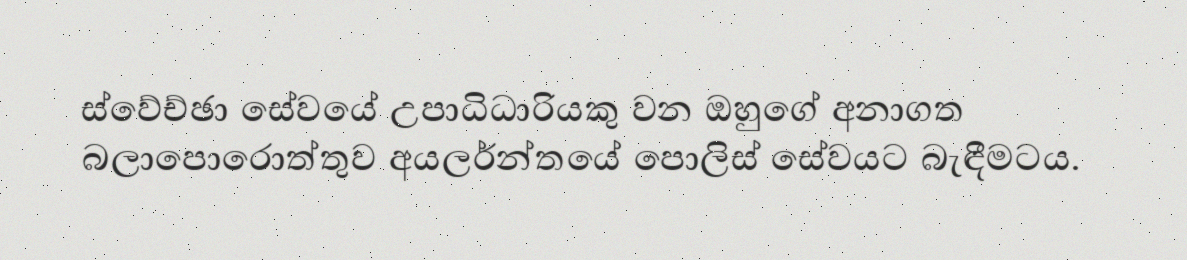 ස්වේච්ඡා සේවයේ උපාධිධාරියකු වන ඔහුගේ අනාගත
බලාපොරොත්තුව අයලර්න්තයේ පොලිස් සේවයට බැඳීමටය.